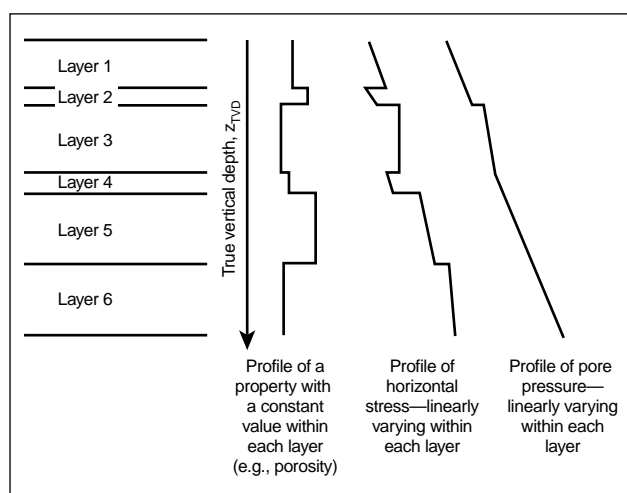 Layer 1
Layer 2
Layer 3
Layer 4
Layer 5
Layer 6
True vertical depth, zTVD
Profile of a
property with
a constant
value within
each layer
(e.g., porosity)
Profile of
horizontal
stress—linearly
varying within
each layer
Profile of pore
pressure—
linearly varying
within each
layer